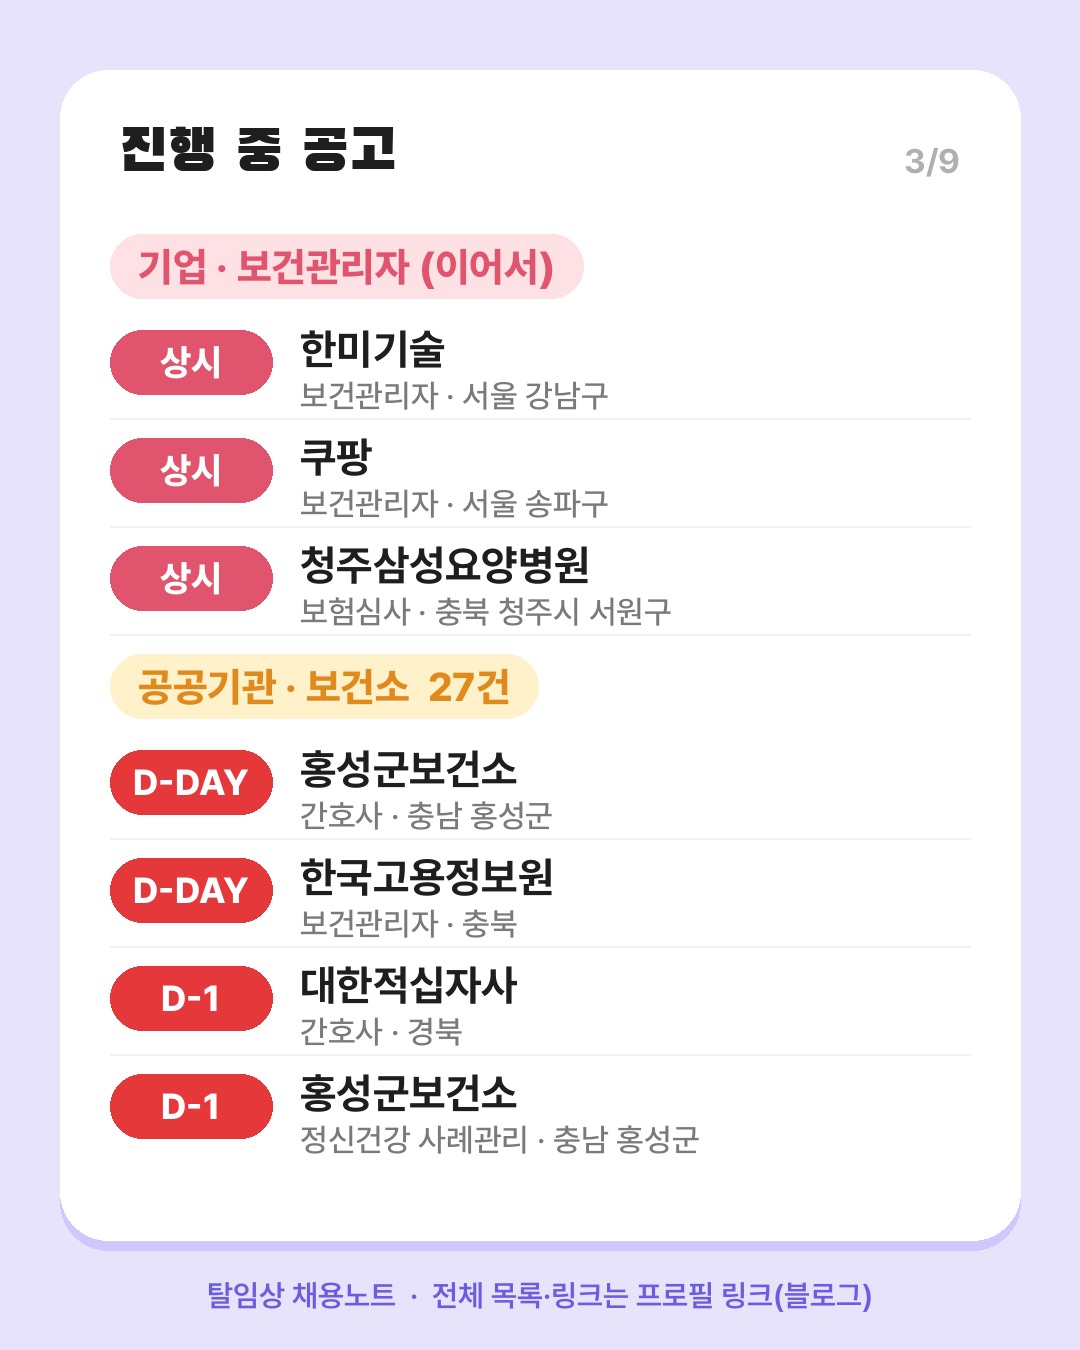 진행 중 공고
3/9
기업 · 보건관리자 (이어서)
상시
한미기술
보건관리자 · 서울 강남구
상시
쿠팡
보건관리자 · 서울 송파구
상시
청주삼성요양병원
보험심사 · 충북 청주시 서원구
공공기관 · 보건소 27건
D-DAY
홍성군보건소
간호사 · 충남 홍성군
D-DAY
한국고용정보원
보건관리자 · 충북
D-1
대한적십자사
간호사 · 경북
D-1
홍성군보건소
정신건강 사례관리 · 충남 홍성군
탈임상 채용노트 · 전체 목록·링크는 프로필 링크(블로그)